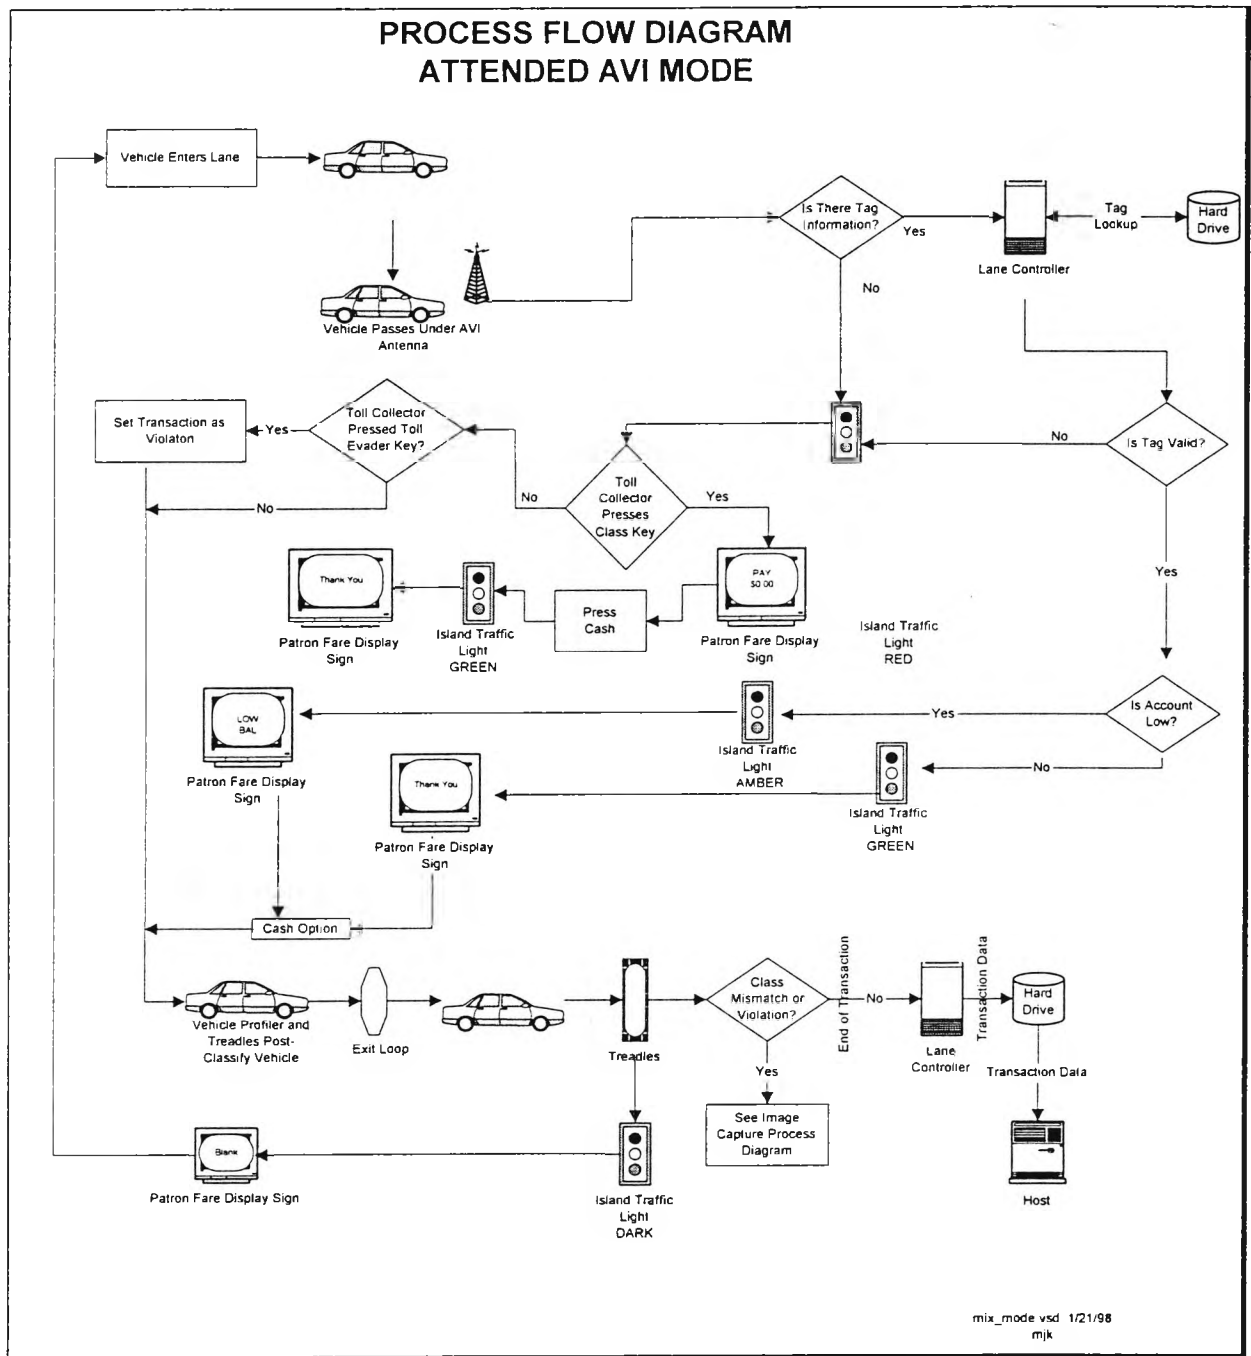 PROCESS FLOW DIAGRAM
ATTENDED AVI MODE
Vehicle Enters Lane
Is There Tag
Information?
Yes
Tag
Lookup
Hard
Drive
Lane Controller
No
Vehicle Passes Under AVI
Antenna
Set Transaction as
Violaton
Yes
Toll Collector
Pressed Toll
Evader Key?
No
Is Tag Valid?
No
No
Toll
Collector
Presses
Class Key
Yes
Yes
Thank You
Patron Fare Display
Sign
Island Traffic
Light
GREEN
Press
Cash
PAY
$0.00
Patron Fare Display
Sign
Island Traffic
Light
RED
LOW
BAL
Patron Fare Display
Sign
Island Traffic
Light
AMBER
Yes
Is Account
Low?
Thank You
Patron Fare Display
Sign
No
Island Traffic
Light
GREEN
Cash Option
Vehicle Profiler and
Treadles Post-
Classify Vehicle
Exit Loop
Treadles
Class
Mismatch or
Violation?
End of Transaction
No
Lane
Controller
Transaction Data
Hard
Drive
Yes
Transaction Data
See Image
Capture Process
Diagram
Host
Blank
Patron Fare Display Sign
Island Traffic
Light
DARK
mix_mode vsd 1/21/98
mjk